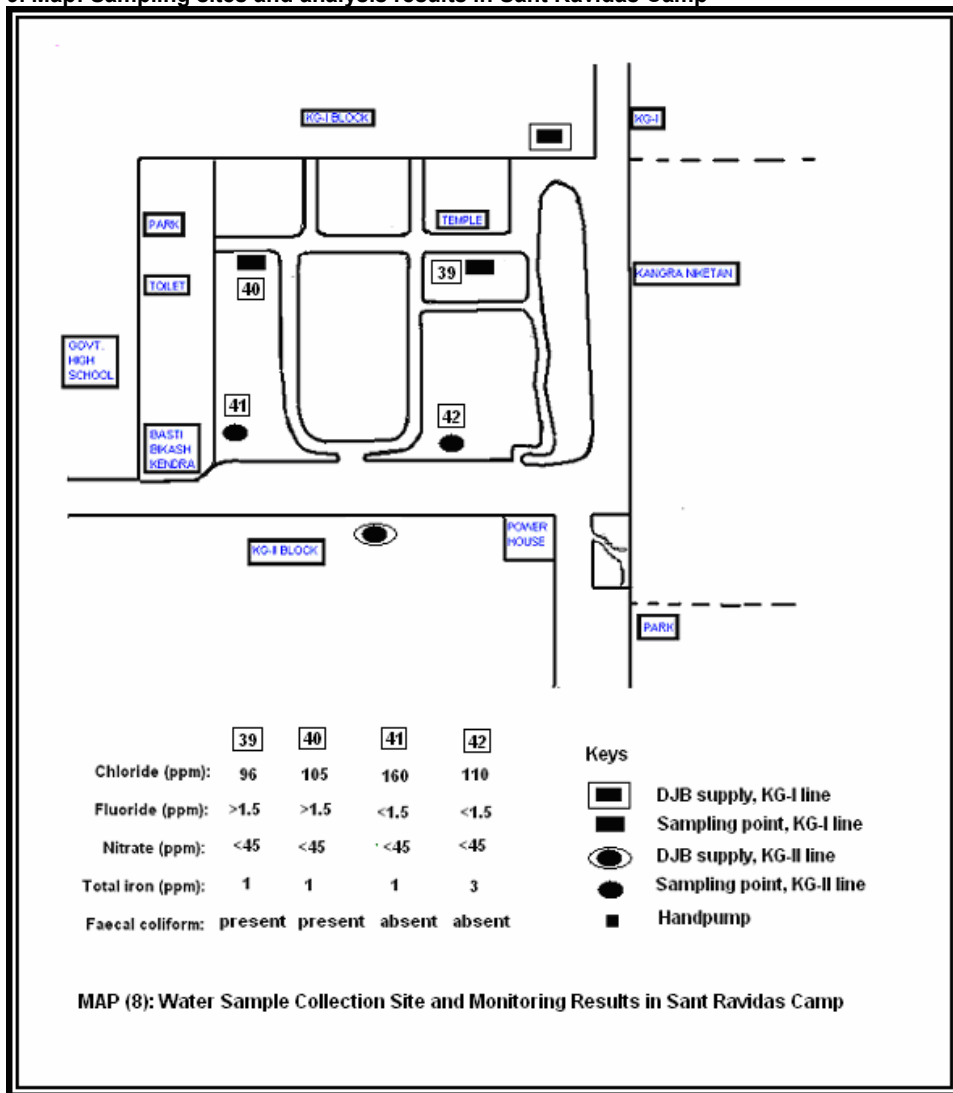 KG-I BLOCK
KG-I
PARK
TEMPLE
TOILET
40
39
KANGRA NIKETAN
GOVT.
HIGH
SCHOOL
41
42
BASTI
BIKASH
KENDRA
KG-II BLOCK
POWER
HOUSE
PARK
39 40 41 42
Chloride (ppm): 96 105 160 110
Fluoride (ppm): >1.5 >1.5 <1.5 <1.5
Nitrate (ppm): <45 <45 <45 <45
Total iron (ppm): 1 1 1 3
Faecal coliform: present present absent absent
Keys
DJB supply, KG-I line
Sampling point, KG-I line
DJB supply, KG-II line
Sampling point, KG-II line
Handpump
MAP (8): Water Sample Collection Site and Monitoring Results in Sant Ravidas Camp